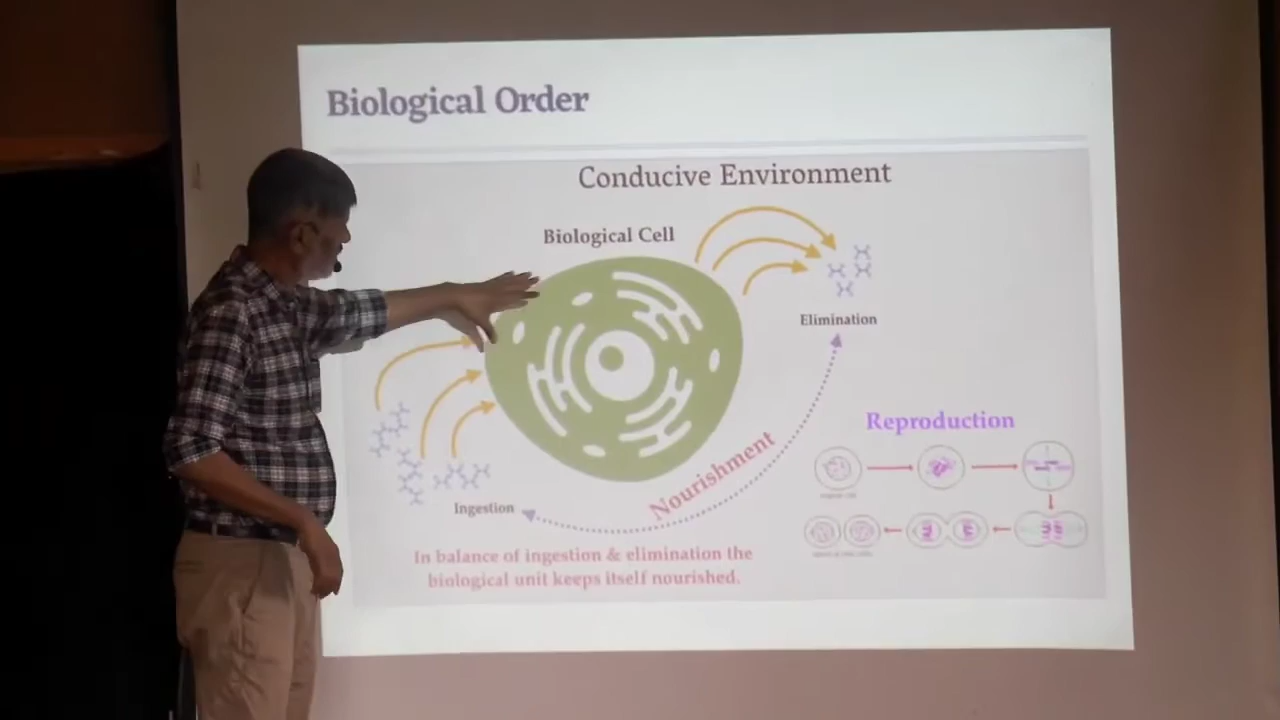 Biological Order
Conducive Environment
Biological Cell
Elimination
Reproduction
Nourishment
Ingestion
In balance of ingestion & elimination the
biological unit keeps itself nourished.